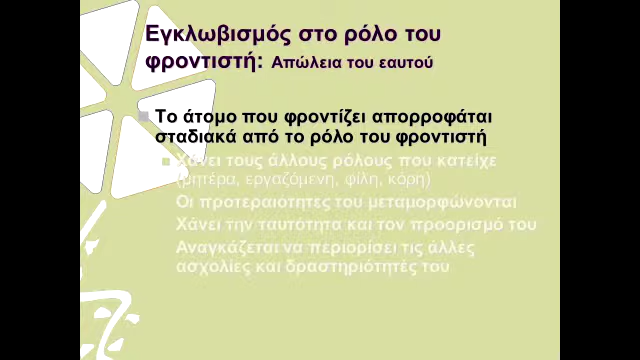 Εγκλωβισμός στο ρόλο του
φροντιστή: Απώλεια του εαυτού
Το άτομο που φροντίζει απορροφάται
σταδιακά από το ρόλο του φροντιστή
Χάνει τους άλλους ρόλους που κατείχε
(μητέρα, εργαζόμενη, φίλη, κόρη)
Οι προτεραιότητες του μεταμορφώνονται
Χάνει την ταυτότητα και τον προορισμό του
Αναγκάζεται να περιορίσει τις άλλες
ασχολίες και δραστηριότητές του